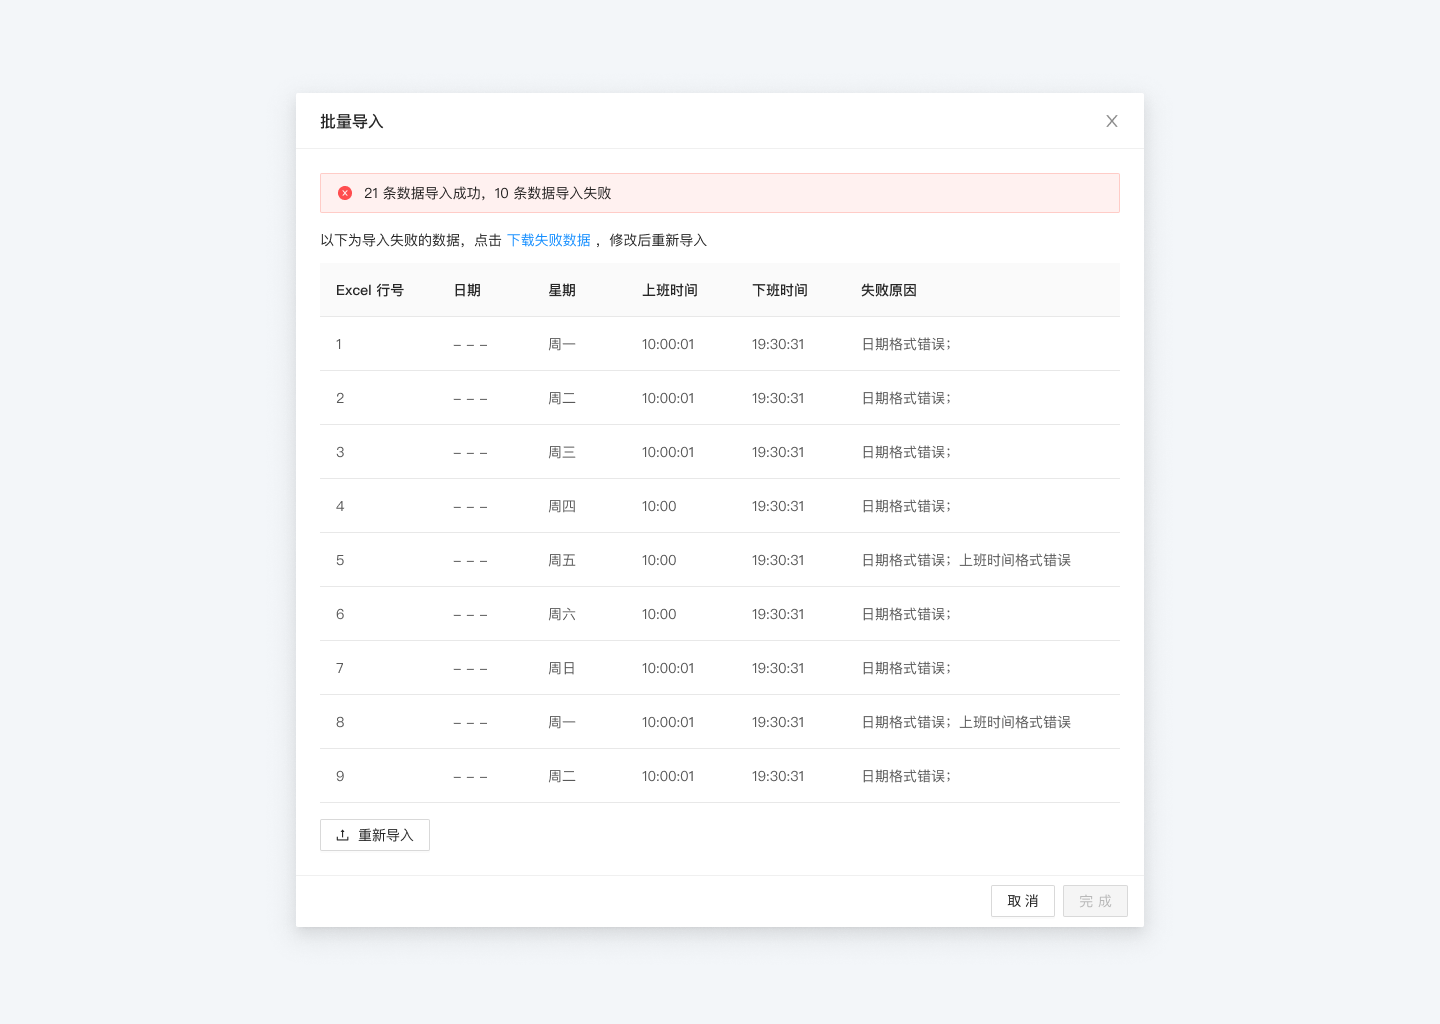 批量导入
21 条数据导入成功，10 条数据导入失败
以下为导入失败的数据，点击 下载失败数据 ，修改后重新导入
Excel 行号 日期 星期 上班时间 下班时间 失败原因
1 – – – 周一 10:00:01 19:30:31 日期格式错误；
2 – – – 周二 10:00:01 19:30:31 日期格式错误；
3 – – – 周三 10:00:01 19:30:31 日期格式错误；
4 – – – 周四 10:00 19:30:31 日期格式错误；
5 – – – 周五 10:00 19:30:31 日期格式错误；上班时间格式错误
6 – – – 周六 10:00 19:30:31 日期格式错误；
7 – – – 周日 10:00:01 19:30:31 日期格式错误；
8 – – – 周一 10:00:01 19:30:31 日期格式错误；上班时间格式错误
9 – – – 周二 10:00:01 19:30:31 日期格式错误；
重新导入
取 消 完 成